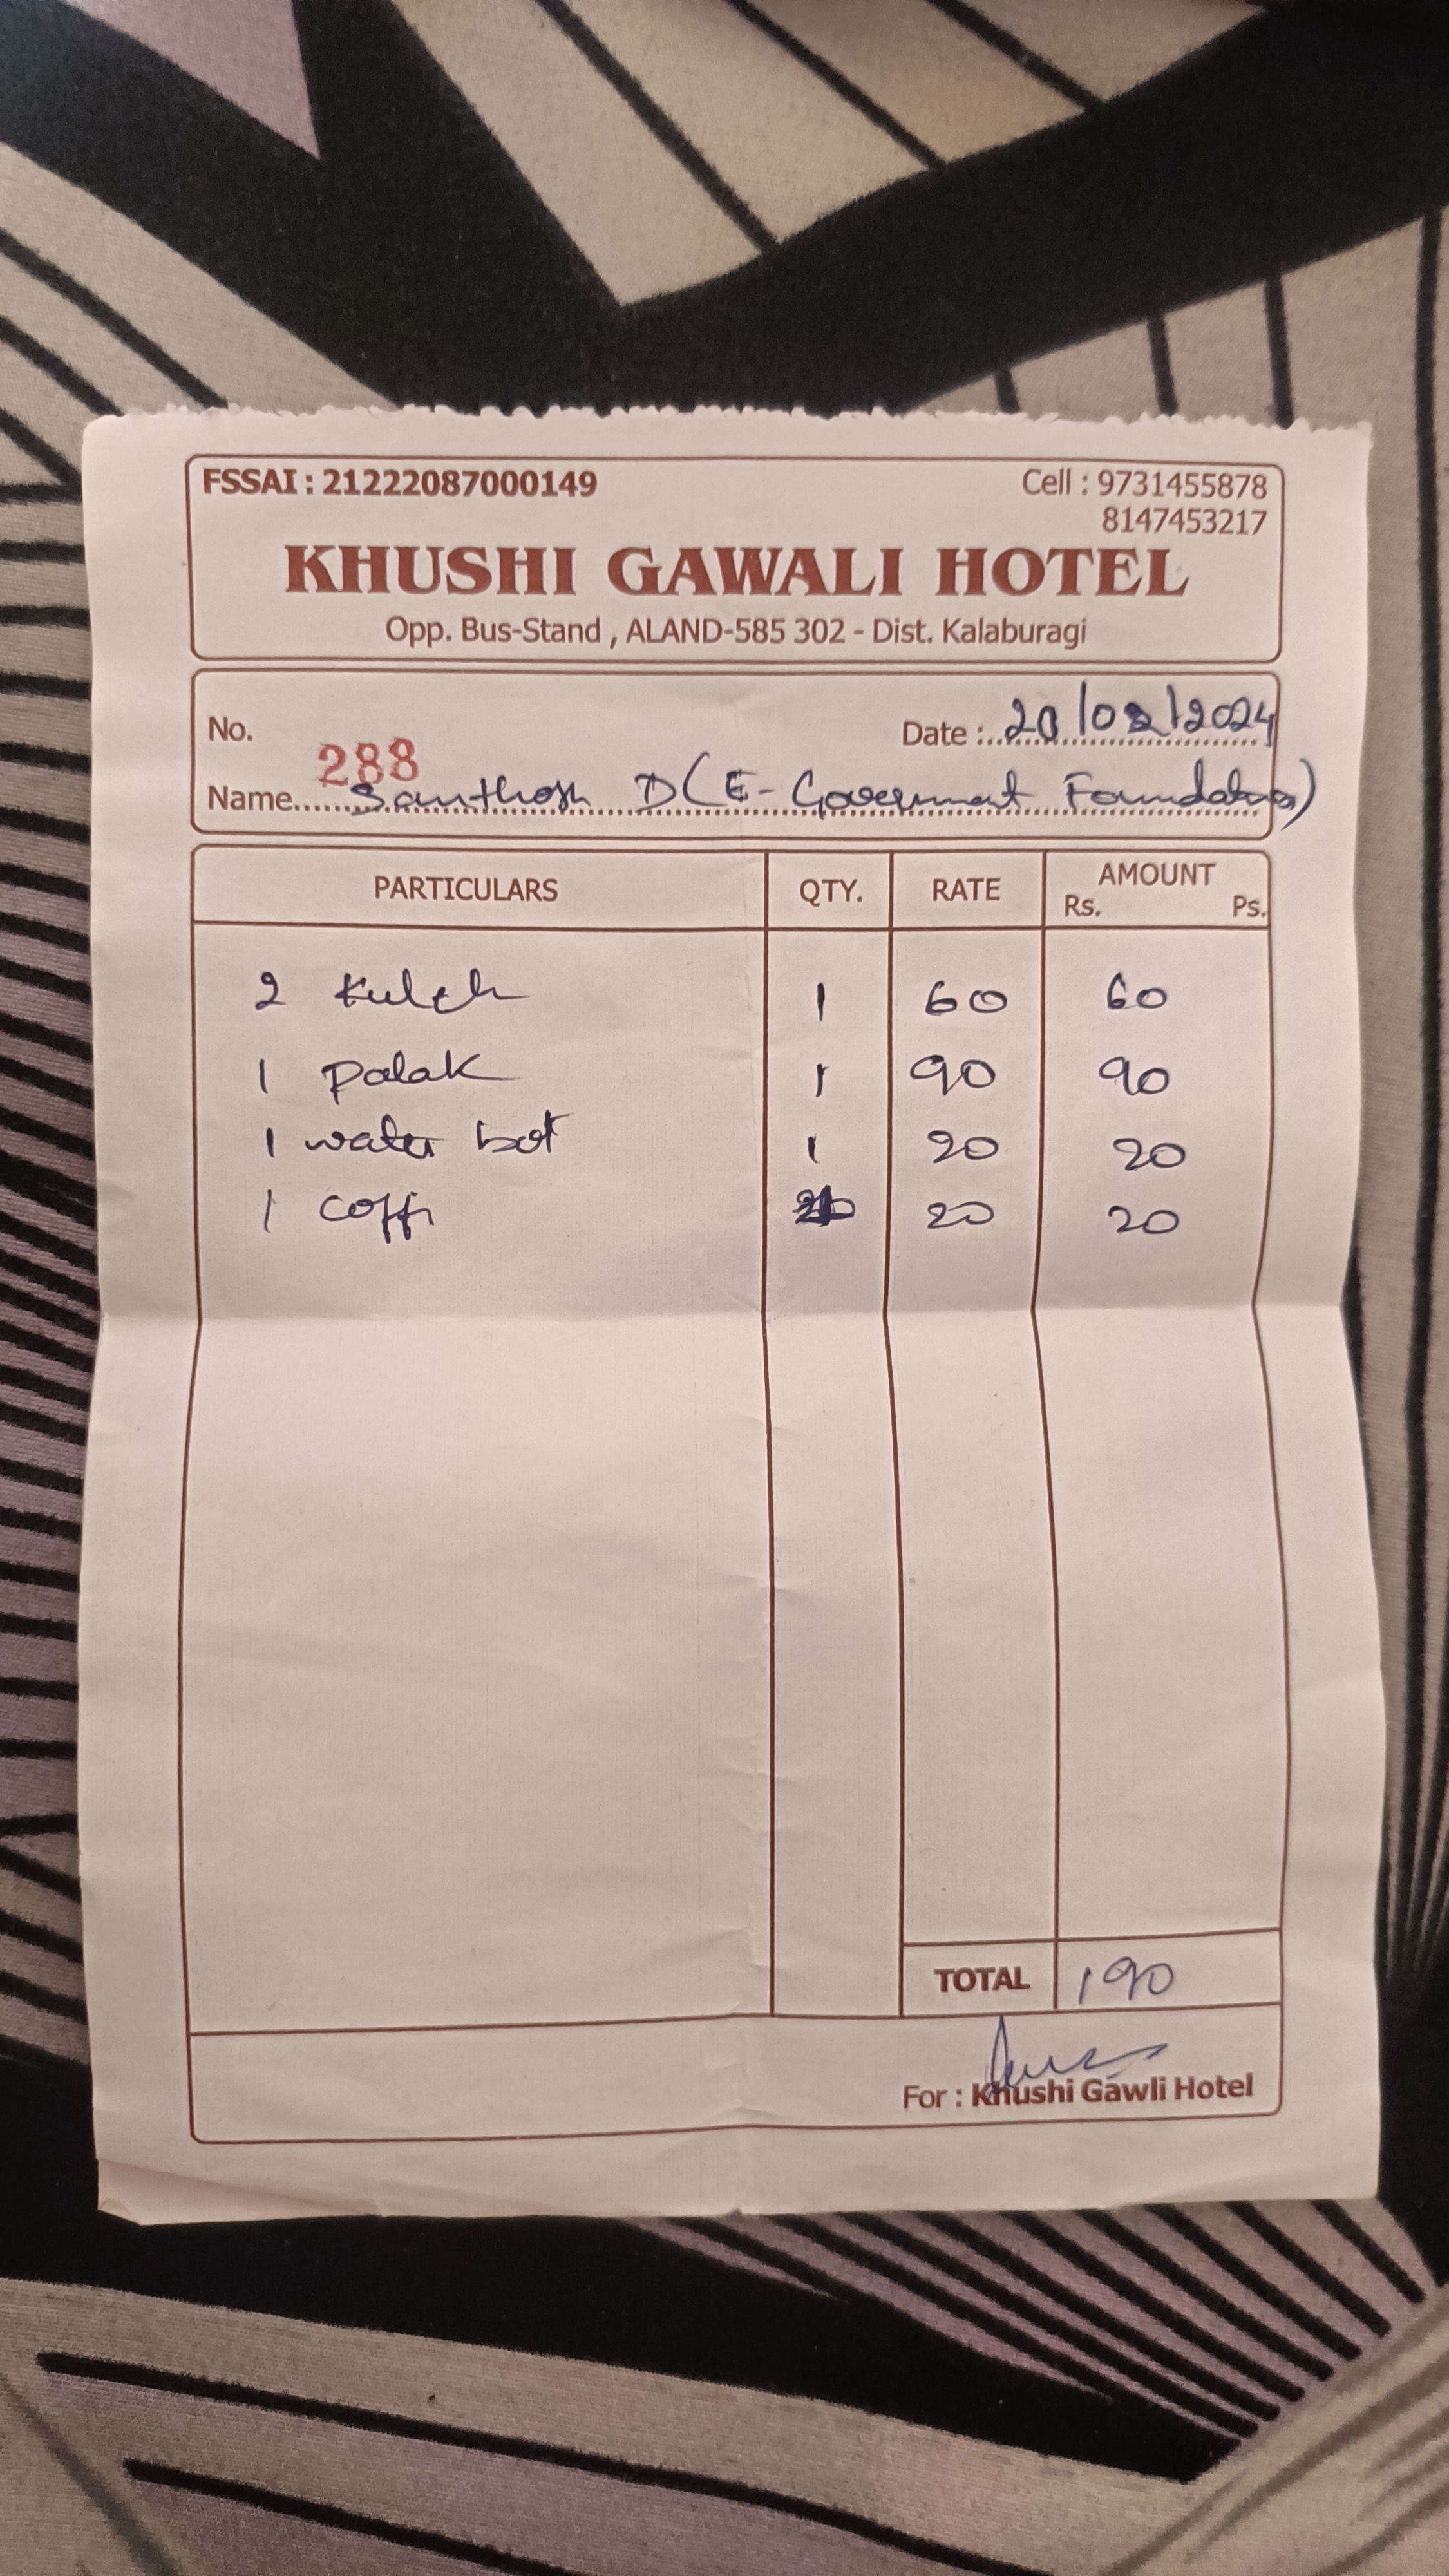 FSSAI : 21222087000149 Cell : 9731455878
8147453217
KHUSHI GAWALI HOTEL
Opp. Bus-Stand , ALAND-585 302 - Dist. Kalaburagi
No. 288 Date : 20/02/2024
Name Santhosh D (E-Government Foundation)
PARTICULARS QTY. RATE AMOUNT
Rs. Ps.
2 Kulch 1 60 60
1 Palak 1 90 90
1 water bot 1 20 20
1 coffi 20 20
TOTAL 190
For : Khushi Gawli Hotel